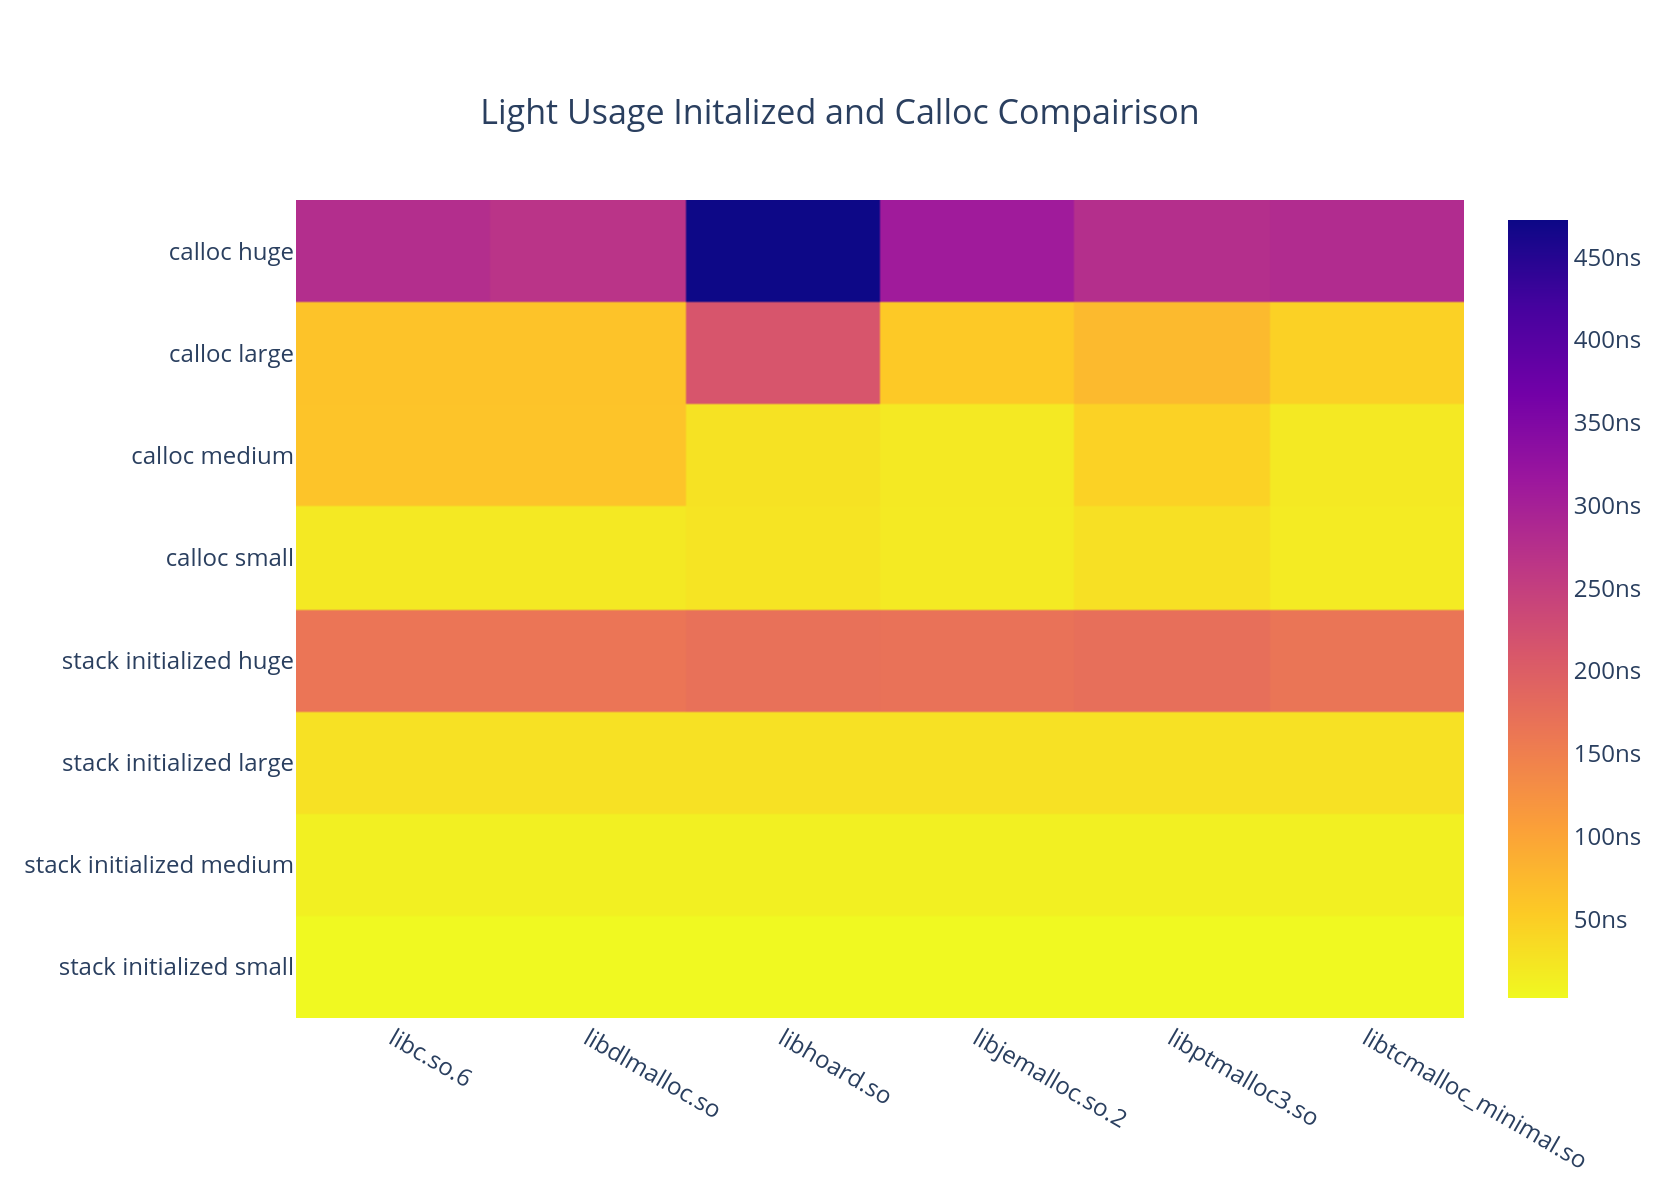 Light Usage Initalized and Calloc Compairison
calloc huge
calloc large
calloc medium
calloc small
stack initialized huge
stack initialized large
stack initialized medium
stack initialized small
libc.so.6
libdlmalloc.so
libhoard.so
libjemalloc.so.2
libptmalloc3.so
libtcmalloc_minimal.so
450ns
400ns
350ns
300ns
250ns
200ns
150ns
100ns
50ns